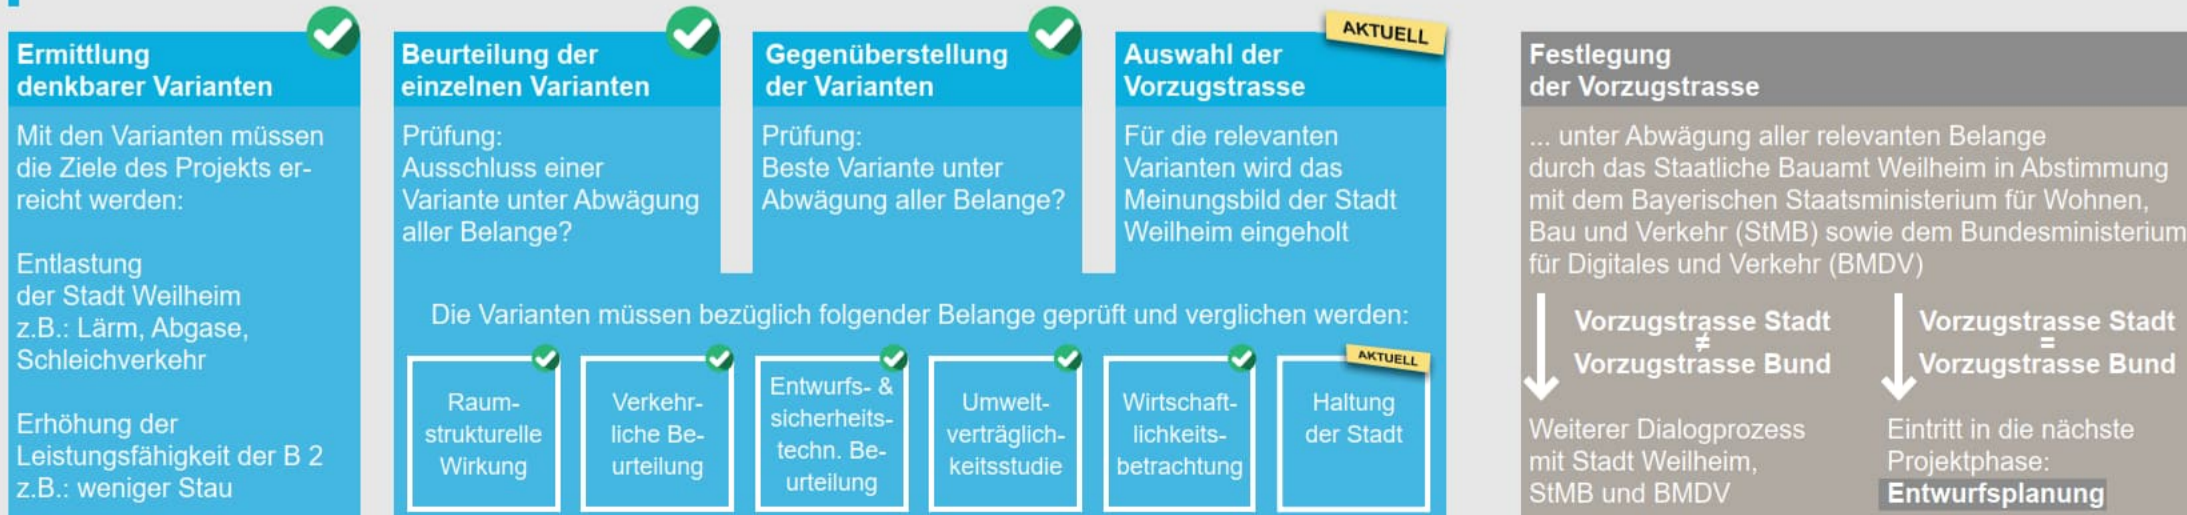 Ermittlung
denkbarer Varianten
Mit den Varianten müssen
die Ziele des Projekts er-
reicht werden:
Entlastung
der Stadt Weilheim
z.B.: Lärm, Abgase,
Schleichverkehr
Erhöhung der
Leistungsfähigkeit der B 2
z.B.: weniger Stau
Beurteilung der
einzelnen Varianten
Prüfung:
Ausschluss einer
Variante unter Abwägung
aller Belange?
Gegenüberstellung
der Varianten
Prüfung:
Beste Variante unter
Abwägung aller Belange?
AKTUELL
Auswahl der
Vorzugstrasse
Für die relevanten
Varianten wird das
Meinungsbild der Stadt
Weilheim eingeholt
Die Varianten müssen bezüglich folgender Belange geprüft und verglichen werden:
Raum-
strukturelle
Wirkung
Verkehr-
liche Be-
urteilung
Entwurfs- &
sicherheits-
techn. Be-
urteilung
Umwelt-
verträglich-
keitsstudie
Wirtschaft-
lichkeits-
betrachtung
AKTUELL
Haltung
der Stadt
Festlegung
der Vorzugstrasse
... unter Abwägung aller relevanten Belange
durch das Staatliche Bauamt Weilheim in Abstimmung
mit dem Bayerischen Staatsministerium für Wohnen,
Bau und Verkehr (StMB) sowie dem Bundesministerium
für Digitales und Verkehr (BMDV)
Vorzugstrasse Stadt
≠
Vorzugstrasse Bund
Weiterer Dialogprozess
mit Stadt Weilheim,
StMB und BMDV
Vorzugstrasse Stadt
=
Vorzugstrasse Bund
Eintritt in die nächste
Projektphase:
Entwurfsplanung